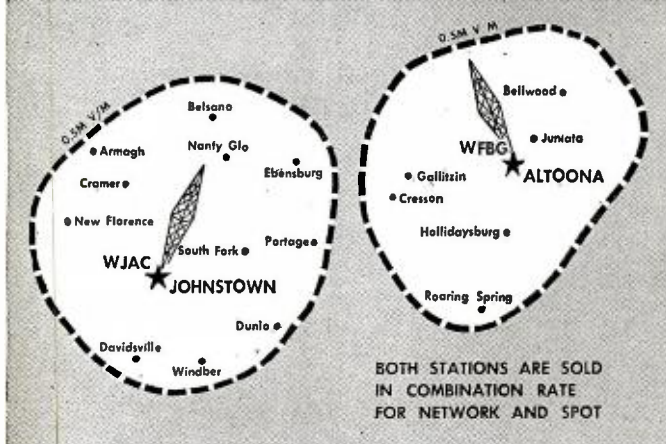 0.5M V/M
Belsano
Nanty Glo
Armagh
Ebensburg
Cramer
New Florence
South Fork
Portage
WJAC
JOHNSTOWN
Dunlo
Davidsville
Windber
0.5M V M
Bellwood
Juniata
WFBG
ALTOONA
Gallitzin
Cresson
Hollidaysburg
Roaring Spring
BOTH STATIONS ARE SOLD
IN COMBINATION RATE
FOR NETWORK AND SPOT